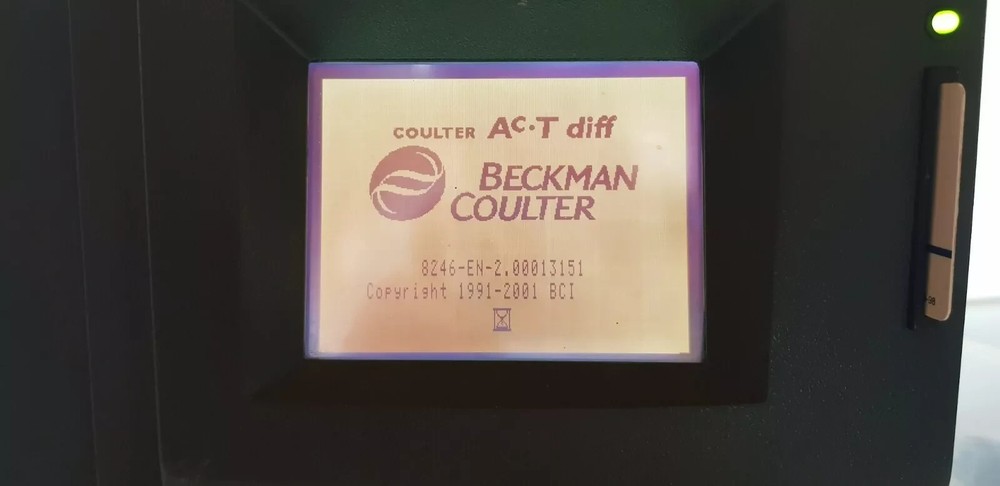 COULTER AC·T diff
BECKMAN
COULTER
8246-EN-2.00013151
Copyright 1991-2001 BCI